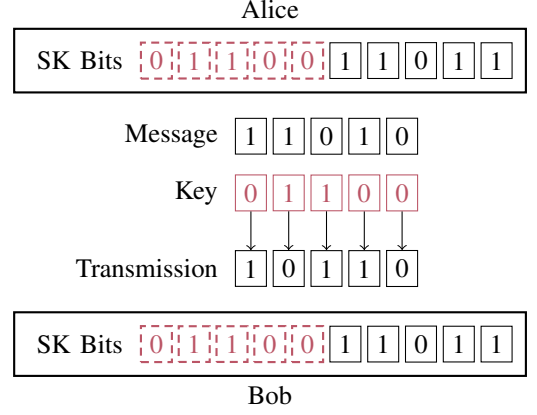 Alice
SK Bits 0 1 1 0 0 1 1 0 1 1
Message 1 1 0 1 0
Key 0 1 1 0 0
Transmission 1 0 1 1 0
SK Bits 0 1 1 0 0 1 1 0 1 1
Bob